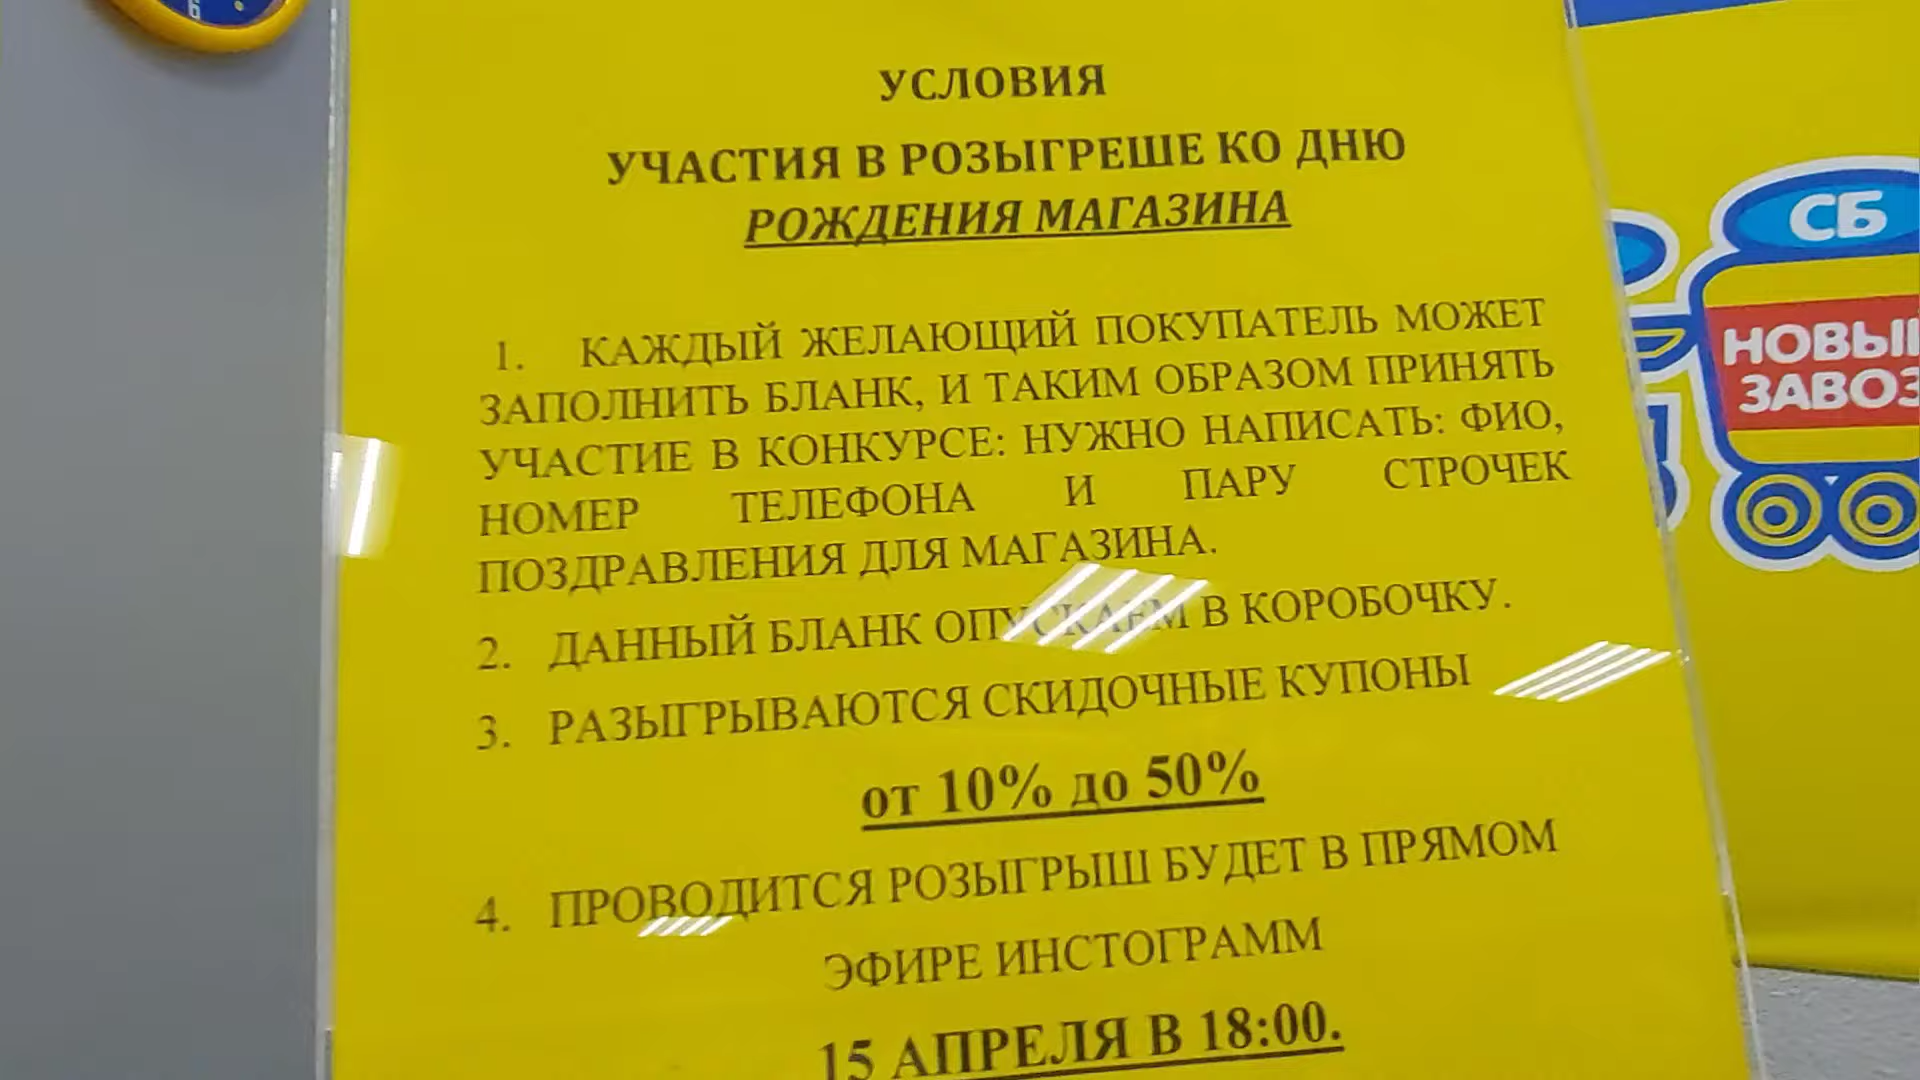 УСЛОВИЯ
УЧАСТИЯ В РОЗЫГРЕШЕ КО ДНЮ
РОЖДЕНИЯ МАГАЗИНА
1. КАЖДЫЙ ЖЕЛАЮЩИЙ ПОКУПАТЕЛЬ МОЖЕТ
ЗАПОЛНИТЬ БЛАНК, И ТАКИМ ОБРАЗОМ ПРИНЯТЬ
УЧАСТИЕ В КОНКУРСЕ: НУЖНО НАПИСАТЬ: ФИО,
НОМЕР ТЕЛЕФОНА И ПАРУ СТРОЧЕК
ПОЗДРАВЛЕНИЯ ДЛЯ МАГАЗИНА.
2. ДАННЫЙ БЛАНК ОПУСКАЕМ В КОРОБОЧКУ.
3. РАЗЫГРЫВАЮТСЯ СКИДОЧНЫЕ КУПОНЫ
от 10% до 50%
4. ПРОВОДИТСЯ РОЗЫГРЫШ БУДЕТ В ПРЯМОМ
ЭФИРЕ ИНСТОГРАММ
15 АПРЕЛЯ В 18:00.
СБ
НОВЫ
ЗАВОЗ